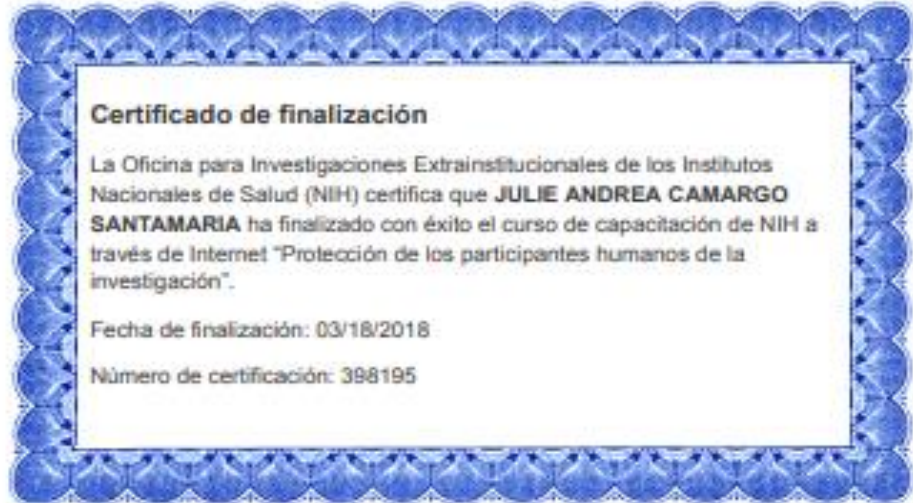 Certificado de finalización
La Oficina para Investigaciones Extrainstitucionales de los Institutos
Nacionales de Salud (NIH) certifica que JULIE ANDREA CAMARGO
SANTAMARIA ha finalizado con éxito el curso de capacitación de NIH a
través de Internet "Protección de los participantes humanos de la
investigación".
Fecha de finalización: 03/18/2018
Número de certificación: 398195